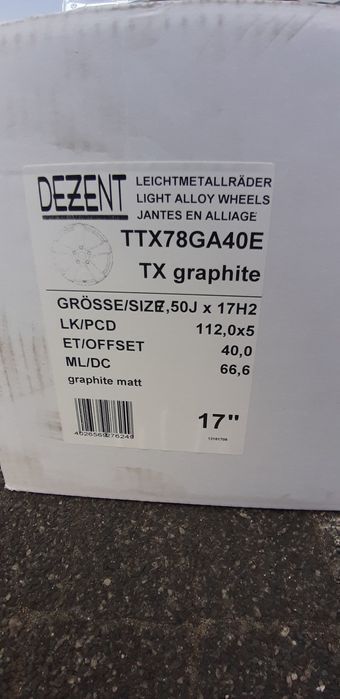 DEZENT
LEICHTMETALLRÄDER
LIGHT ALLOY WHEELS
JANTES EN ALLIAGE
TTX78GA40E
TX graphite
GRÖSSE/SIZE 7,50J x 17H2
LK/PCD 112,0x5
ET/OFFSET 40,0
ML/DC 66,6
graphite matt
17"